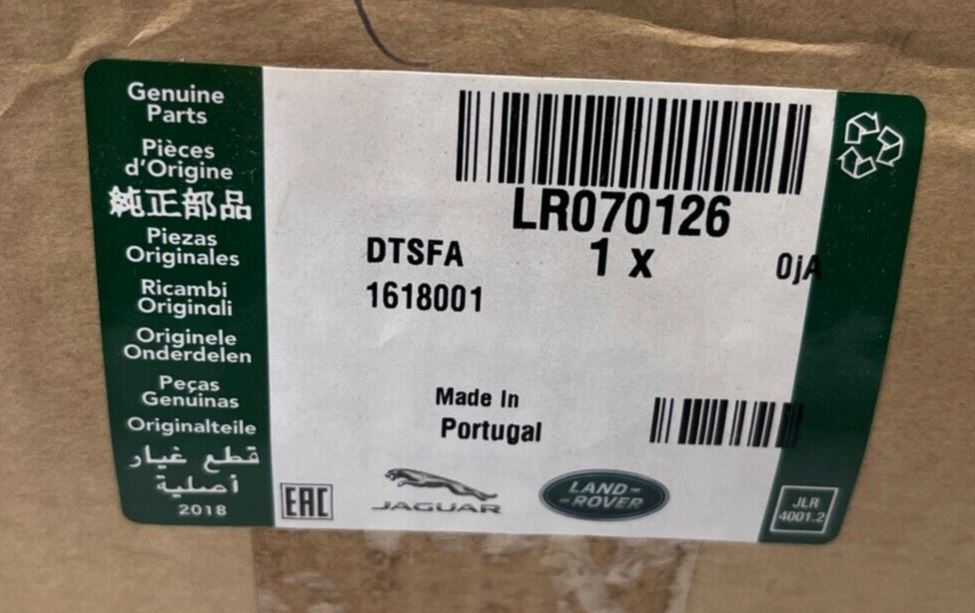 Genuine
Parts
Pièces
d'Origine
純正部品
Piezas
Originales
Ricambi
Originali
Originele
Onderdelen
Peças
Genuinas
Originalteile
قطع غيار
أصلية
2018
LR070126
DTSFA
1 x
0jA
1618001
Made In
Portugal
EAC
JAGUAR
LAND-
-ROVER
JLR
4001.2